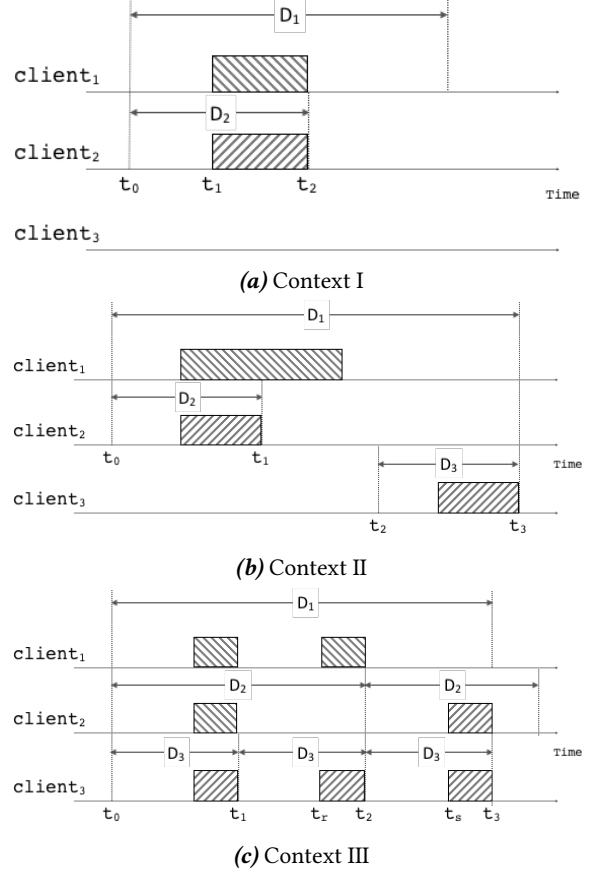 D₁
client₁
D₂
client₂
t₀ t₁ t₂
Time
client₃
(a) Context I
D₁
client₁
D₂
client₂
t₀ t₁ D₃ Time
client₃
t₂ t₃
(b) Context II
D₁
client₁
D₂ D₂
client₂
D₃ D₃ D₃ Time
client₃
t₀ t₁ tᵣ t₂ tₛ t₃
(c) Context III